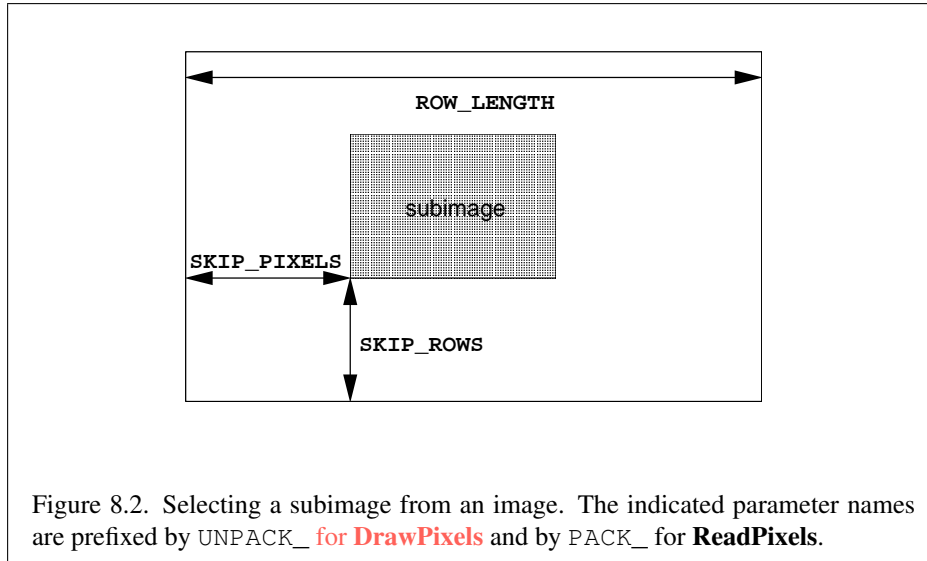 ROW_LENGTH
subimage
SKIP_PIXELS
SKIP_ROWS
Figure 8.2. Selecting a subimage from an image. The indicated parameter names
are prefixed by UNPACK_ for DrawPixels and by PACK_ for ReadPixels.